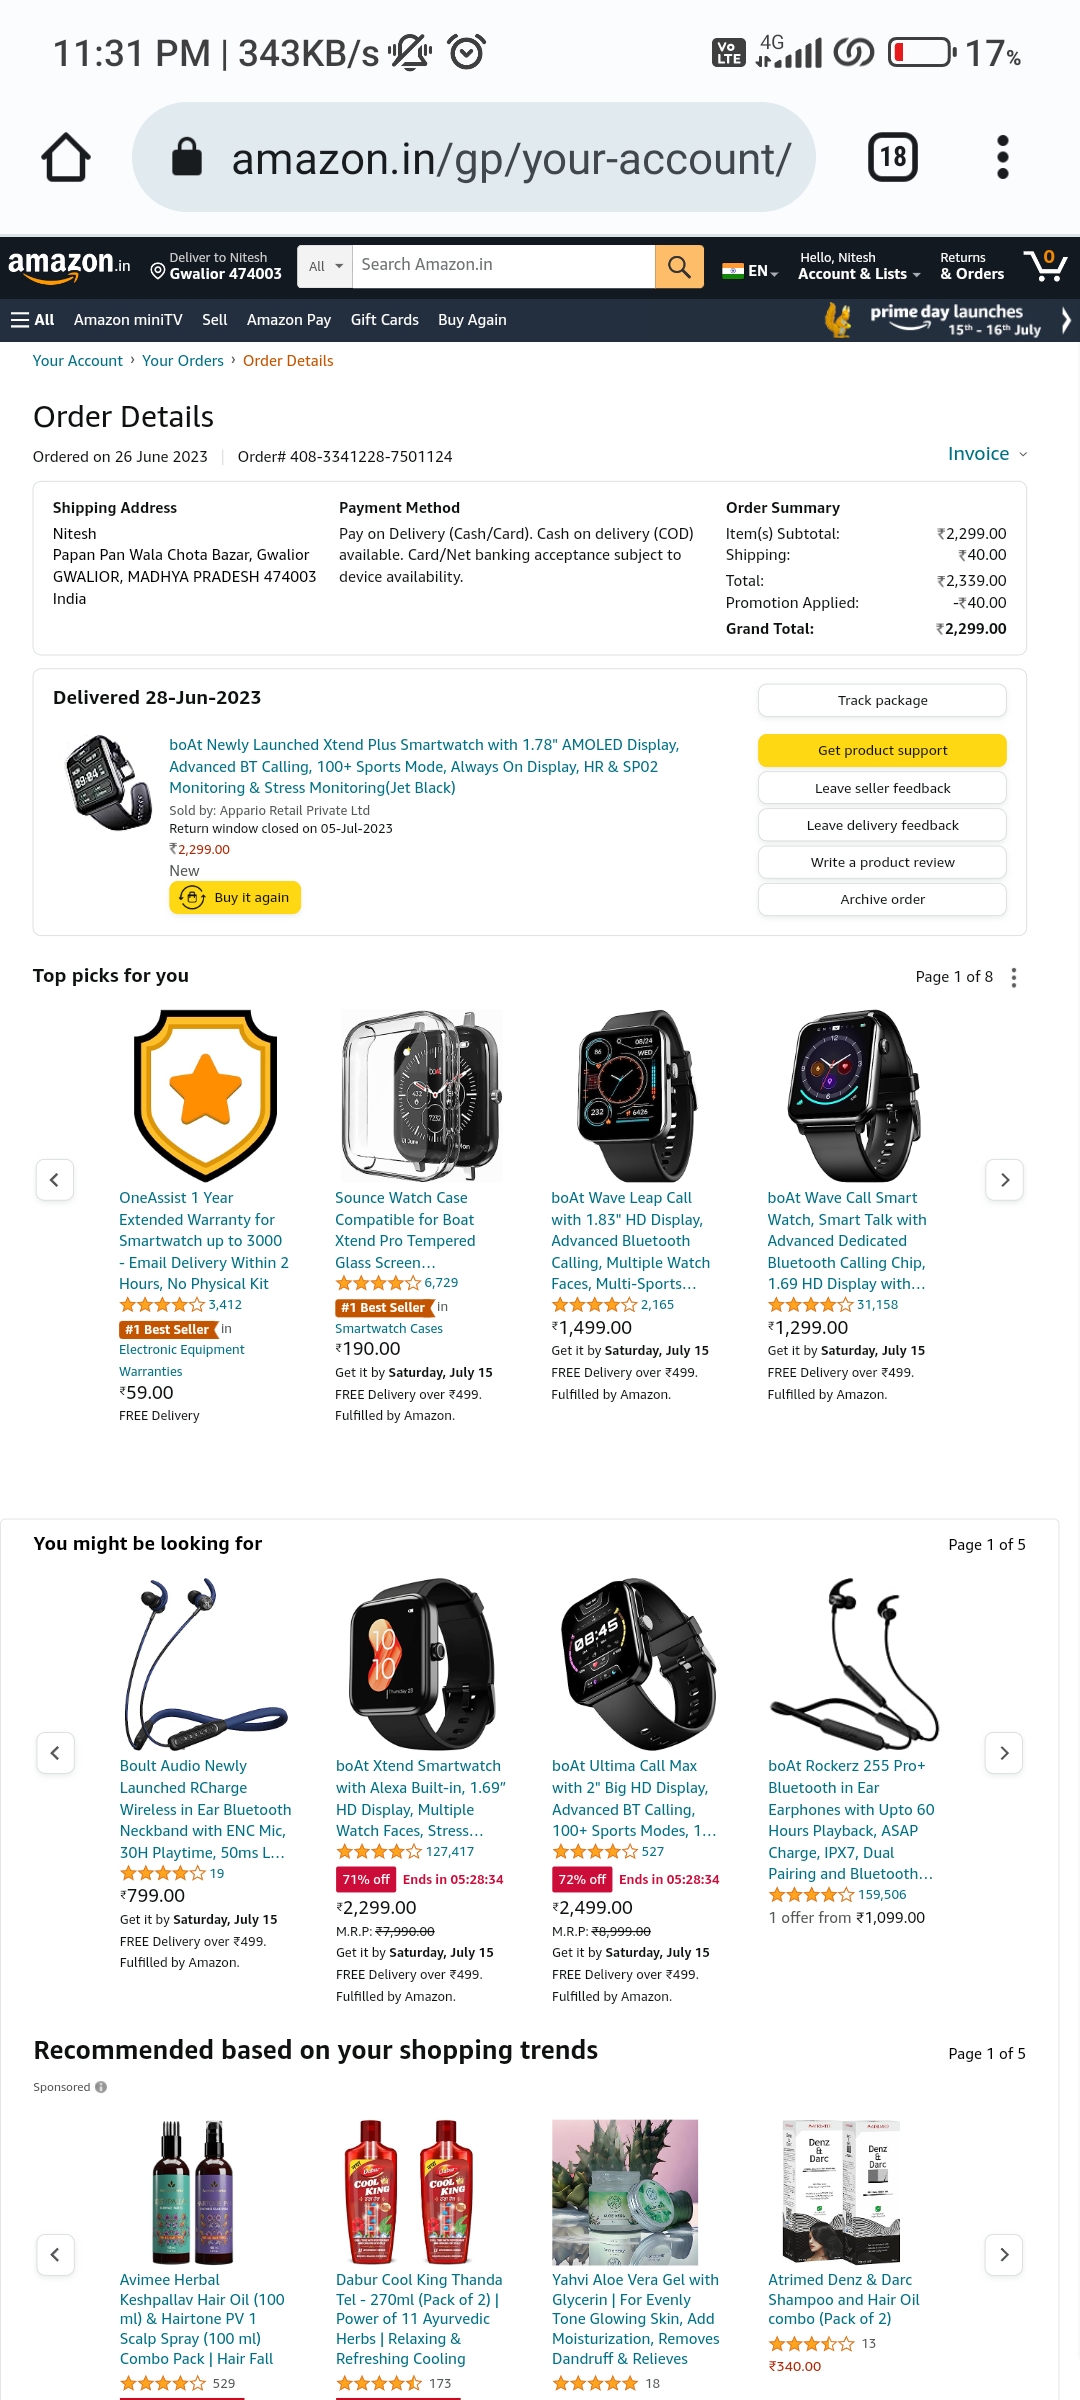 11:31 PM | 343KB/s
Vo LTE 4G 17%
amazon.in/gp/your-account/
18
amazon.in
Deliver to Nitesh
Gwalior 474003
All
Search Amazon.in
EN
Hello, Nitesh
Account & Lists
Returns
& Orders
0
All Amazon miniTV Sell Amazon Pay Gift Cards Buy Again
prime day launches
15th - 16th July
Your Account › Your Orders › Order Details
Order Details
Ordered on 26 June 2023 Order# 408-3341228-7501124
Invoice
Shipping Address
Nitesh
Papan Pan Wala Chota Bazar, Gwalior
GWALIOR, MADHYA PRADESH 474003
India
Payment Method
Pay on Delivery (Cash/Card). Cash on delivery (COD)
available. Card/Net banking acceptance subject to
device availability.
Order Summary
Item(s) Subtotal: ₹2,299.00
Shipping: ₹40.00
Total: ₹2,339.00
Promotion Applied: -₹40.00
Grand Total: ₹2,299.00
Delivered 28-Jun-2023
boAt Newly Launched Xtend Plus Smartwatch with 1.78" AMOLED Display,
Advanced BT Calling, 100+ Sports Mode, Always On Display, HR & SP02
Monitoring & Stress Monitoring(Jet Black)
Sold by: Appario Retail Private Ltd
Return window closed on 05-Jul-2023
₹2,299.00
New
Buy it again
Track package
Get product support
Leave seller feedback
Leave delivery feedback
Write a product review
Archive order
Top picks for you
Page 1 of 8
OneAssist 1 Year
Extended Warranty for
Smartwatch up to 3000
- Email Delivery Within 2
Hours, No Physical Kit
3,412
#1 Best Seller in
Electronic Equipment
Warranties
₹59.00
FREE Delivery
Sounce Watch Case
Compatible for Boat
Xtend Pro Tempered
Glass Screen…
6,729
#1 Best Seller in
Smartwatch Cases
₹190.00
Get it by Saturday, July 15
FREE Delivery over ₹499.
Fulfilled by Amazon.
08/24
WED
86
232
6426
boAt Wave Leap Call
with 1.83" HD Display,
Advanced Bluetooth
Calling, Multiple Watch
Faces, Multi-Sports…
2,165
₹1,499.00
Get it by Saturday, July 15
FREE Delivery over ₹499.
Fulfilled by Amazon.
boAt Wave Call Smart
Watch, Smart Talk with
Advanced Dedicated
Bluetooth Calling Chip,
1.69 HD Display with…
31,158
₹1,299.00
Get it by Saturday, July 15
FREE Delivery over ₹499.
Fulfilled by Amazon.
You might be looking for
Page 1 of 5
Boult Audio Newly
Launched RCharge
Wireless in Ear Bluetooth
Neckband with ENC Mic,
30H Playtime, 50ms L…
19
₹799.00
Get it by Saturday, July 15
FREE Delivery over ₹499.
Fulfilled by Amazon.
10
10
boAt Xtend Smartwatch
with Alexa Built-in, 1.69”
HD Display, Multiple
Watch Faces, Stress…
127,417
71% off Ends in 05:28:34
₹2,299.00
M.R.P: ₹7,990.00
Get it by Saturday, July 15
FREE Delivery over ₹499.
Fulfilled by Amazon.
08:45
boAt Ultima Call Max
with 2" Big HD Display,
Advanced BT Calling,
100+ Sports Modes, 1…
527
72% off Ends in 05:28:34
₹2,499.00
M.R.P: ₹8,999.00
Get it by Saturday, July 15
FREE Delivery over ₹499.
Fulfilled by Amazon.
boAt Rockerz 255 Pro+
Bluetooth in Ear
Earphones with Upto 60
Hours Playback, ASAP
Charge, IPX7, Dual
Pairing and Bluetooth…
159,506
1 offer from ₹1,099.00
Recommended based on your shopping trends
Page 1 of 5
Sponsored
Avimee Herbal
Keshpallav Hair Oil (100
ml) & Hairtone PV 1
Scalp Spray (100 ml)
Combo Pack | Hair Fall
529
Dabur
COOL
KING
COOL
KING
Dabur Cool King Thanda
Tel - 270ml (Pack of 2) |
Power of 11 Ayurvedic
Herbs | Relaxing &
Refreshing Cooling
173
Yahvi Aloe Vera Gel with
Glycerin | For Evenly
Tone Glowing Skin, Add
Moisturization, Removes
Dandruff & Relieves
18
Denz
&
Darc
Denz
&
Darc
Atrimed Denz & Darc
Shampoo and Hair Oil
combo (Pack of 2)
13
₹340.00